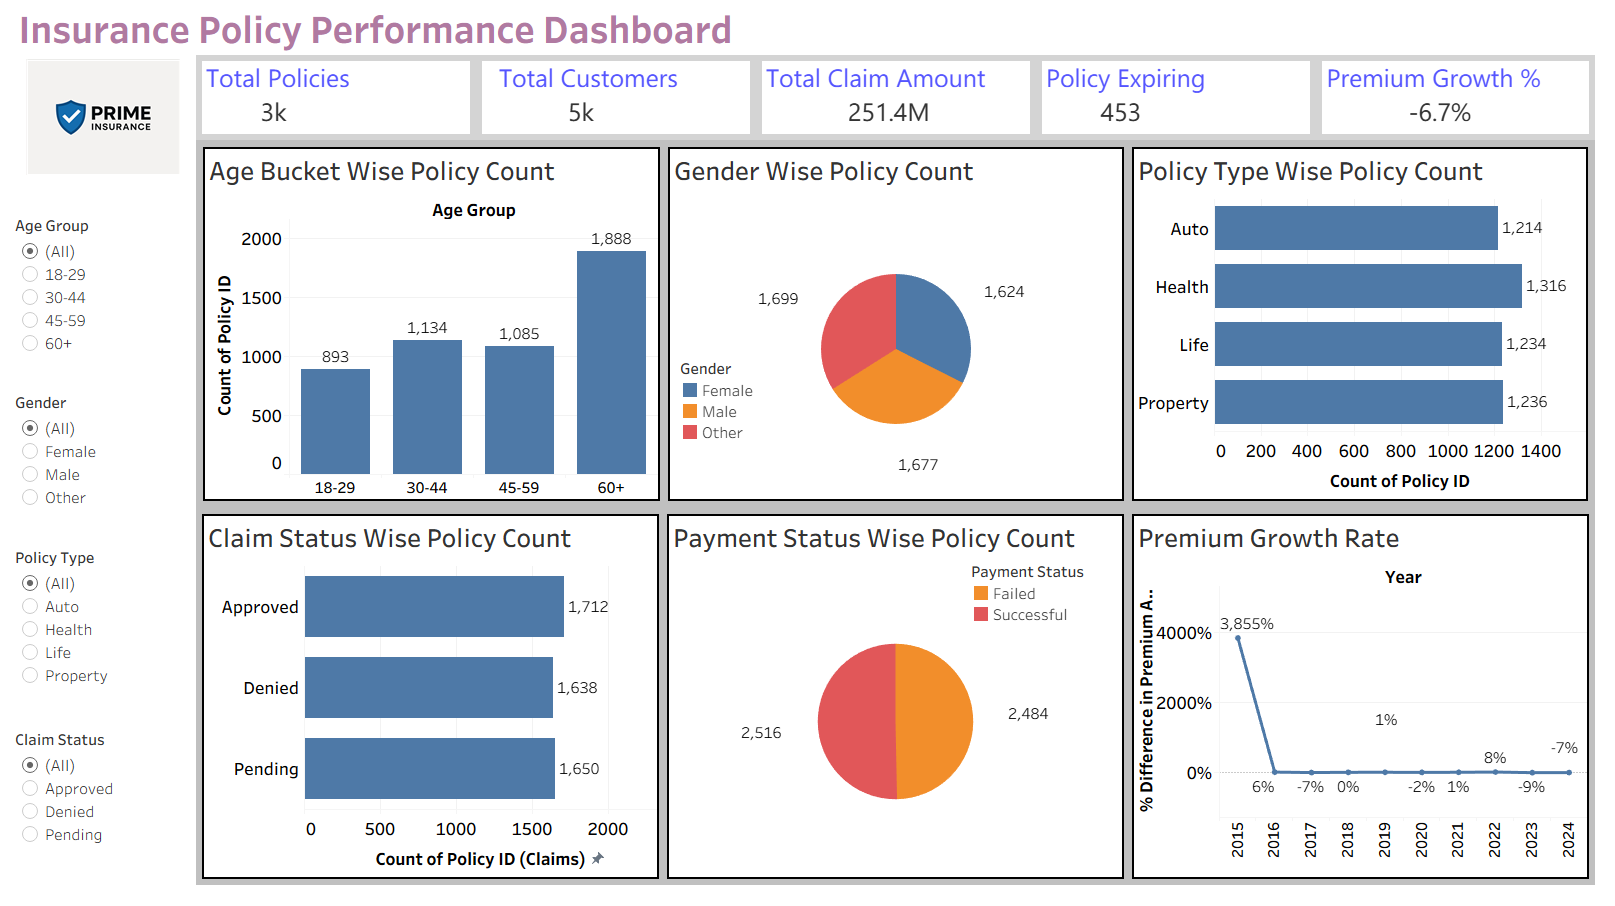 Insurance Policy Performance Dashboard
PRIME
INSURANCE
Total Policies
3k
Total Customers
5k
Total Claim Amount
251.4M
Policy Expiring
453
Premium Growth %
-6.7%
Age Group
(All)
18-29
30-44
45-59
60+
Gender
(All)
Female
Male
Other
Policy Type
(All)
Auto
Health
Life
Property
Claim Status
(All)
Approved
Denied
Pending
Age Bucket Wise Policy Count
Age Group
Count of Policy ID
2000
1500
1000
500
0
893
1,134
1,085
1,888
18-29
30-44
45-59
60+
Gender Wise Policy Count
1,699
1,624
1,677
Gender
Female
Male
Other
Policy Type Wise Policy Count
Auto
1,214
Health
1,316
Life
1,234
Property
1,236
0 200 400 600 800 1000 1200 1400
Count of Policy ID
Claim Status Wise Policy Count
Approved
1,712
Denied
1,638
Pending
1,650
0 500 1000 1500 2000
Count of Policy ID (Claims)
Payment Status Wise Policy Count
Payment Status
Failed
Successful
2,516
2,484
Premium Growth Rate
Year
% Difference in Premium A..
4000%
2000%
0%
3,855%
6%
-7%
0%
1%
-2%
1%
8%
-9%
-7%
2015
2016
2017
2018
2019
2020
2021
2022
2023
2024